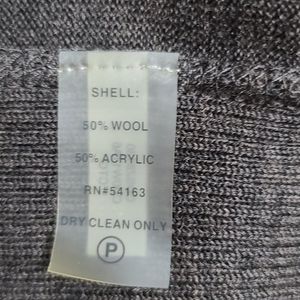 SHELL:
50% WOOL
50% ACRYLIC
RN#54163
DRY CLEAN ONLY
P